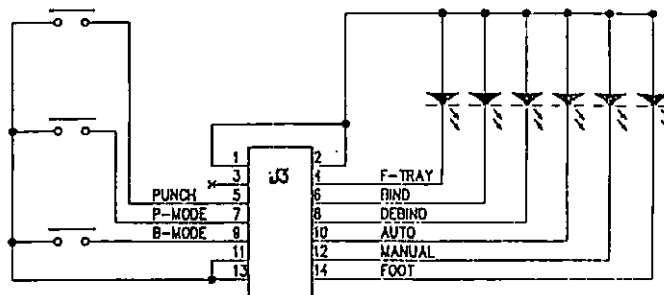 1 J3 2
3 4 F-TRAY
PUNCH 5 6 BIND
P-MODE 7 8 DEBIND
B-MODE 9 10 AUTO
11 12 MANUAL
13 14 FOOT